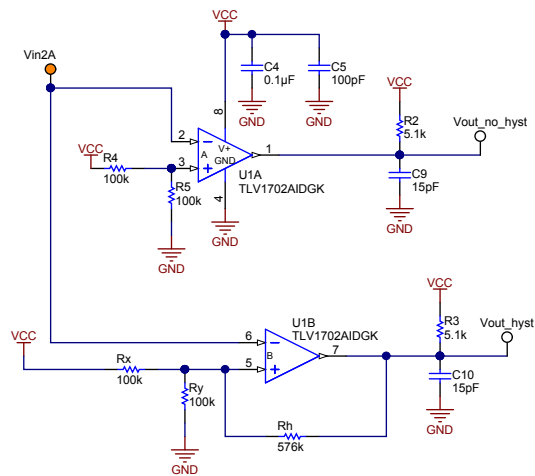 VCC
Vin2A
C4
0.1µF
C5
100pF
GND
GND
VCC
8
R2
5.1k
Vout_no_hyst
2
V+
A
GND
1
VCC
R4
100k
3
U1A
TLV1702AIDGK
C9
15pF
R5
100k
4
GND
GND
GND
VCC
U1B
TLV1702AIDGK
R3
5.1k
Vout_hyst
6
B
7
VCC
Rx
100k
5
C10
15pF
Ry
100k
GND
Rh
576k
GND